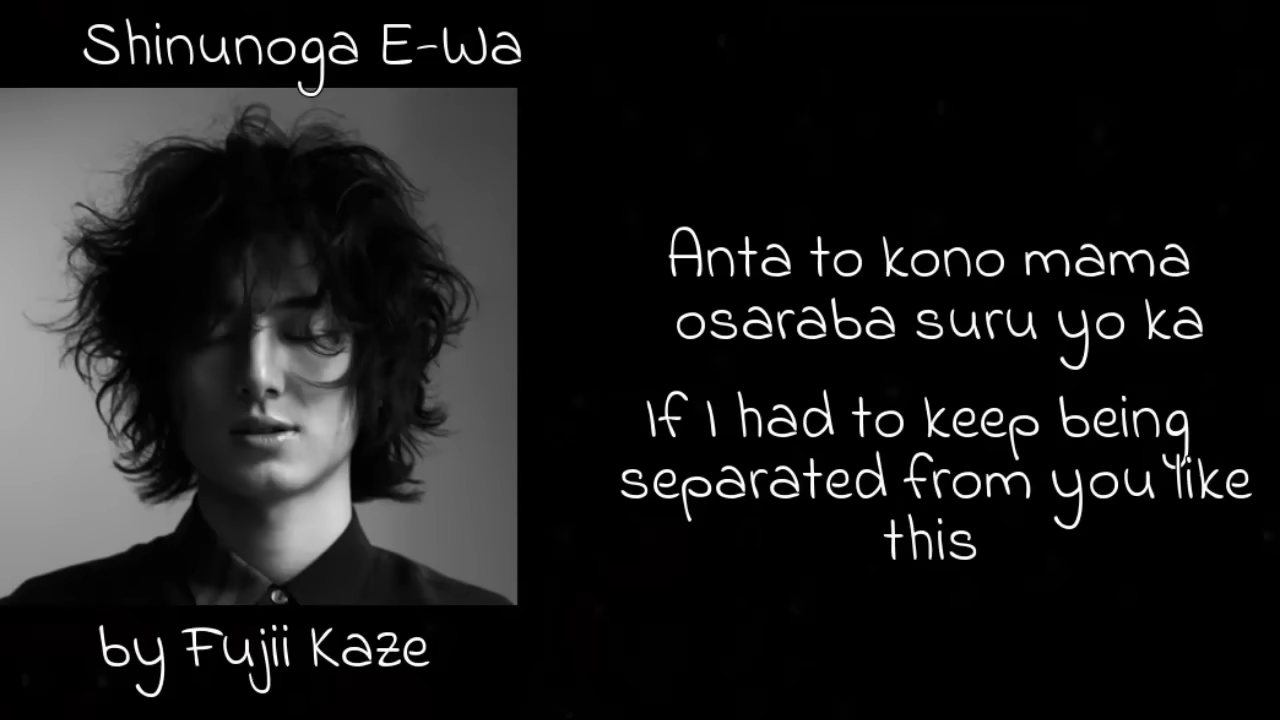 Shinunoga E-Wa
Anta to kono mama
osaraba suru yo ka
If I had to keep being
separated from you like
this
by Fujii Kaze